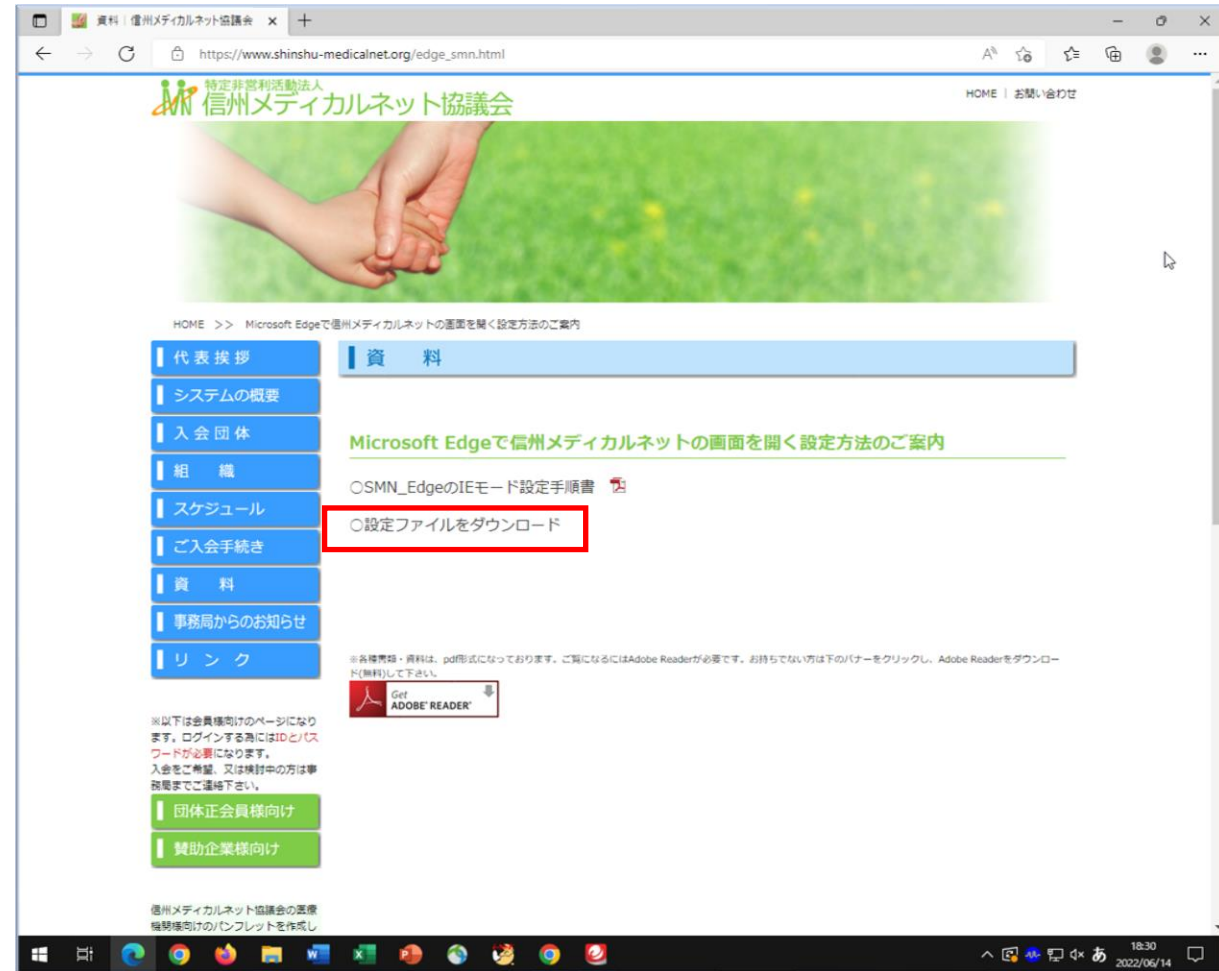 資料｜信州メディカルネット協議会
https://www.shinshu-medicalnet.org/edge_smn.html
特定非営利活動法人
信州メディカルネット協議会
HOME｜お問い合わせ
HOME >> Microsoft Edgeで信州メディカルネットの画面を開く設定方法のご案内
代表挨拶
システムの概要
入会団体
組 織
スケジュール
ご入会手続き
資 料
事務局からのお知らせ
リンク
資 料
Microsoft Edgeで信州メディカルネットの画面を開く設定方法のご案内
○SMN_EdgeのIEモード設定手順書
○設定ファイルをダウンロード
※各種書類・資料は、pdf形式になっております。ご覧になるにはAdobe Readerが必要です。お持ちでない方は下のバナーをクリックし、Adobe Readerをダウンロー
ド(無料)して下さい。
Get
ADOBE® READER®
※以下は会員様向けのページになり
ます。ログインする為にはIDとパス
ワードが必要になります。
入会をご希望、又は検討中の方は事
務局までご連絡下さい。
団体正会員様向け
賛助企業様向け
信州メディカルネット協議会の医療
機関様向けのパンフレットを作成し
あ
18:30
2022/06/14